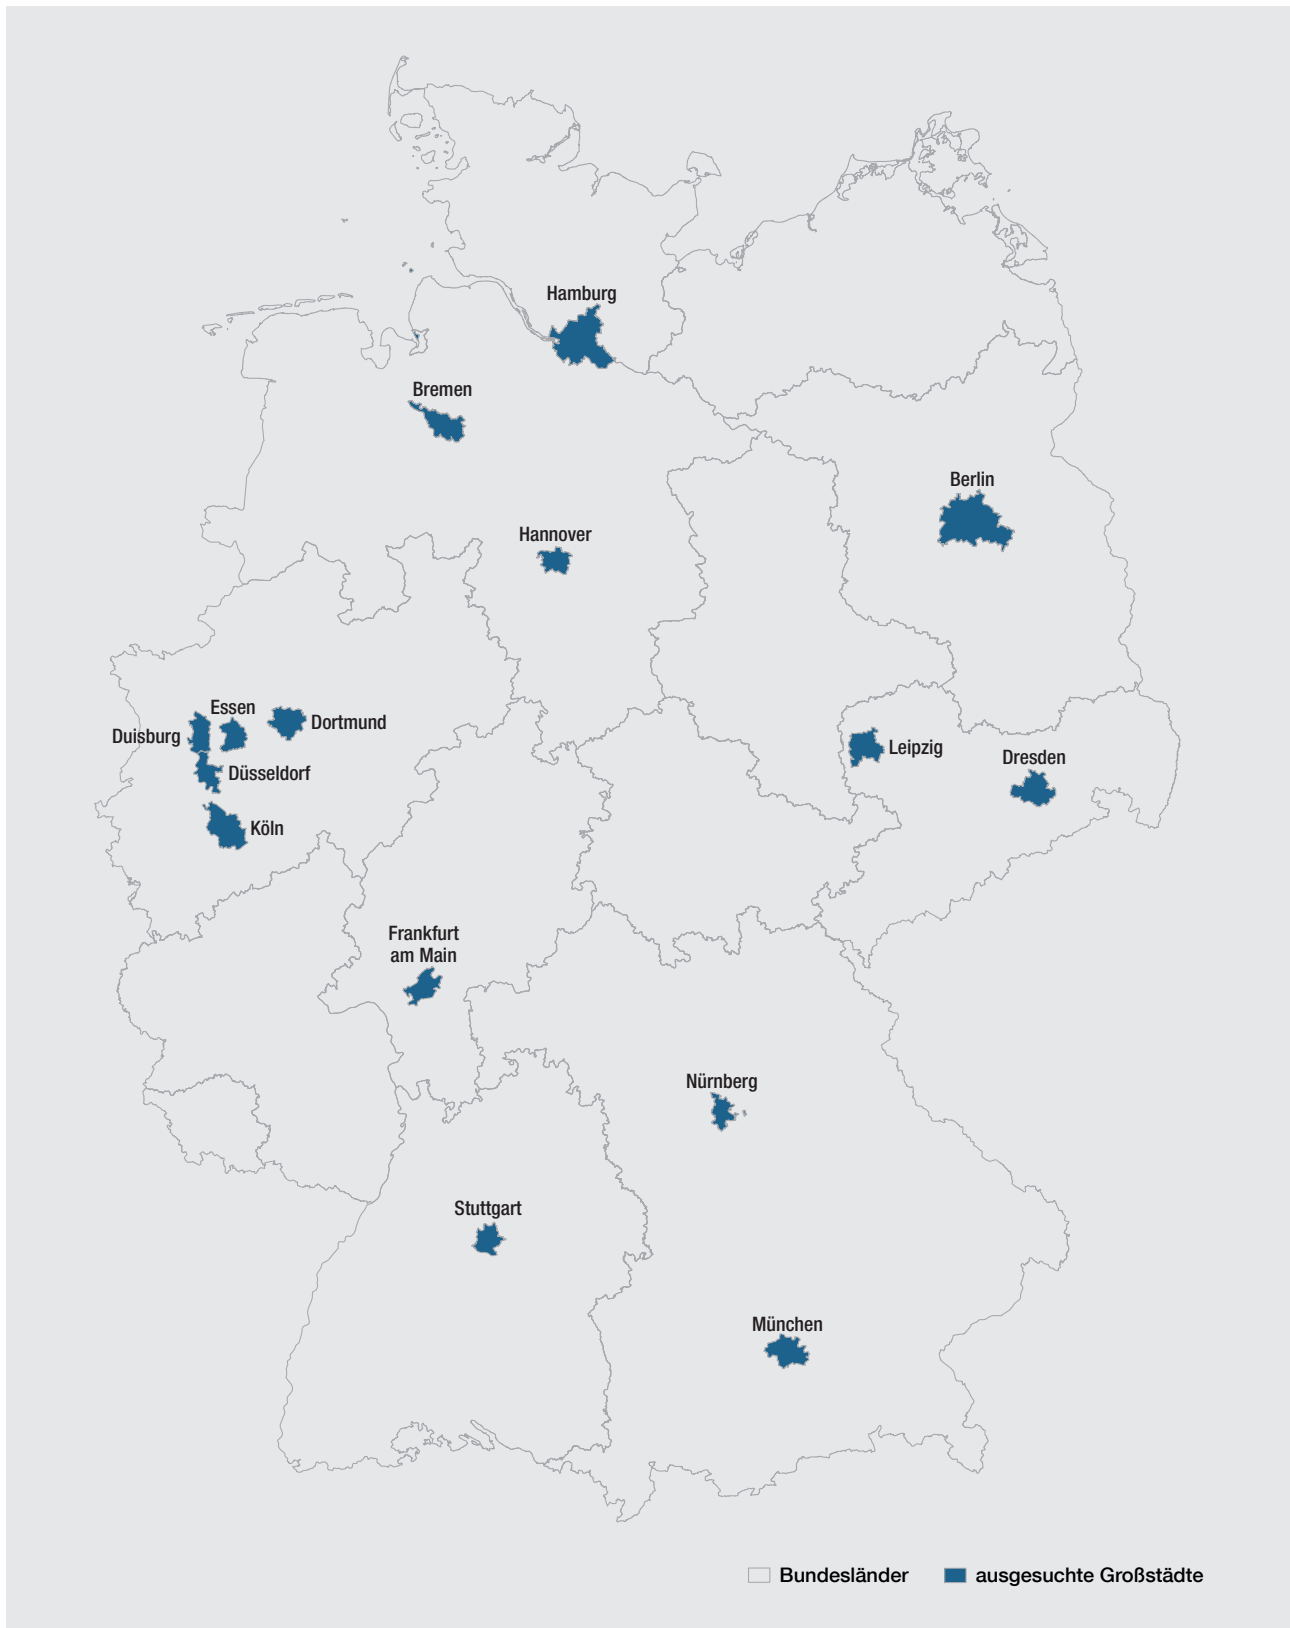 Hamburg
Bremen
Berlin
Hannover
Essen
Dortmund
Duisburg
Leipzig
Düsseldorf
Dresden
Köln
Frankfurt
am Main
Nürnberg
Stuttgart
München
Bundesländer
ausgesuchte Großstädte